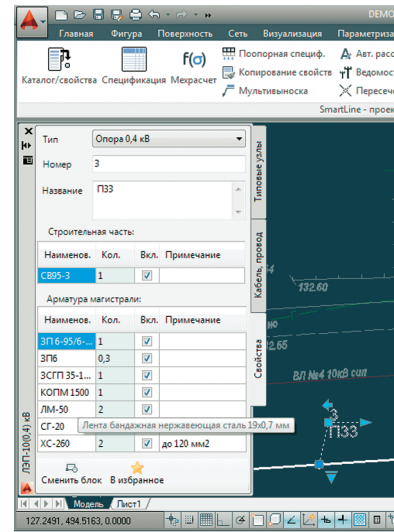 DEMO
Главная Фигура Поверхность Сеть Визуализация Параметриза
Каталог/свойства Спецификация Мехрасчет
f(σ)
Поопорная специф.
Копирование свойств
Мультивыноска
Авт. расс
Ведомос
Пересече
SmartLine - проек
Тип Опора 0,4 кВ
Номер 3
Название П33
Строительная часть:
Наименов. Кол. Вкл. Примечание
СВ95-3 1
Арматура магистрали:
Наименов. Кол. Вкл. Примечание
ЗП 6-95/6-... 1
ЗП6 0,3
ЗСГП 35-1... 1
КОПМ 1500 1
ЛМ-50 2
СГ-20
Лента бандажная нержавеющая сталь 19х0,7 мм
ХС-260 2 до 120 мм2
Сменить блок В избранное
Типовые узлы
Кабель, провод
Свойства
ЛЭП-10(0,4) кВ
132.60
2.65
ВЛ №4 10кВ сип
3
П33
Модель Лист1
127.2491, 494.5163, 0.0000